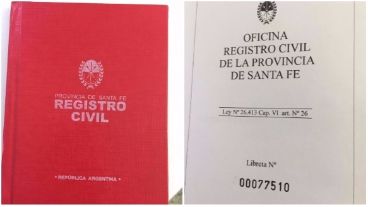 PROVINCIA DE SANTA FE
REGISTRO
CIVIL
• REPÚBLICA ARGENTINA •
OFICINA
REGISTRO CIVIL
DE LA PROVINCIA
DE SANTA FE
Ley Nº 26.413 Cap. VI. art. Nº 26
Libreta Nº
00077510